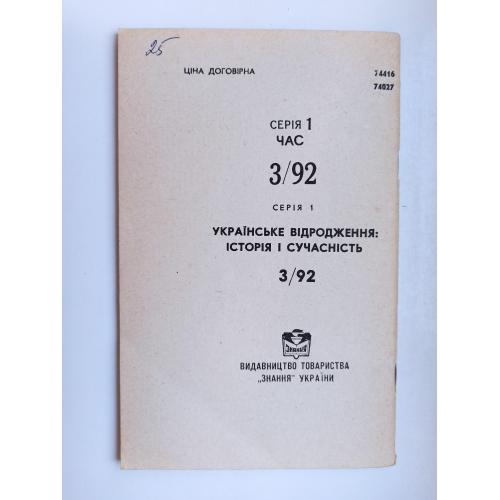 25
ЦІНА ДОГОВІРНА
74416
74027
СЕРІЯ 1
ЧАС
3/92
СЕРІЯ 1
УКРАЇНСЬКЕ ВІДРОДЖЕННЯ:
ІСТОРІЯ І СУЧАСНІСТЬ
3/92
ЗНАННЯ
ВИДАВНИЦТВО ТОВАРИСТВА
„ЗНАННЯ" УКРАЇНИ